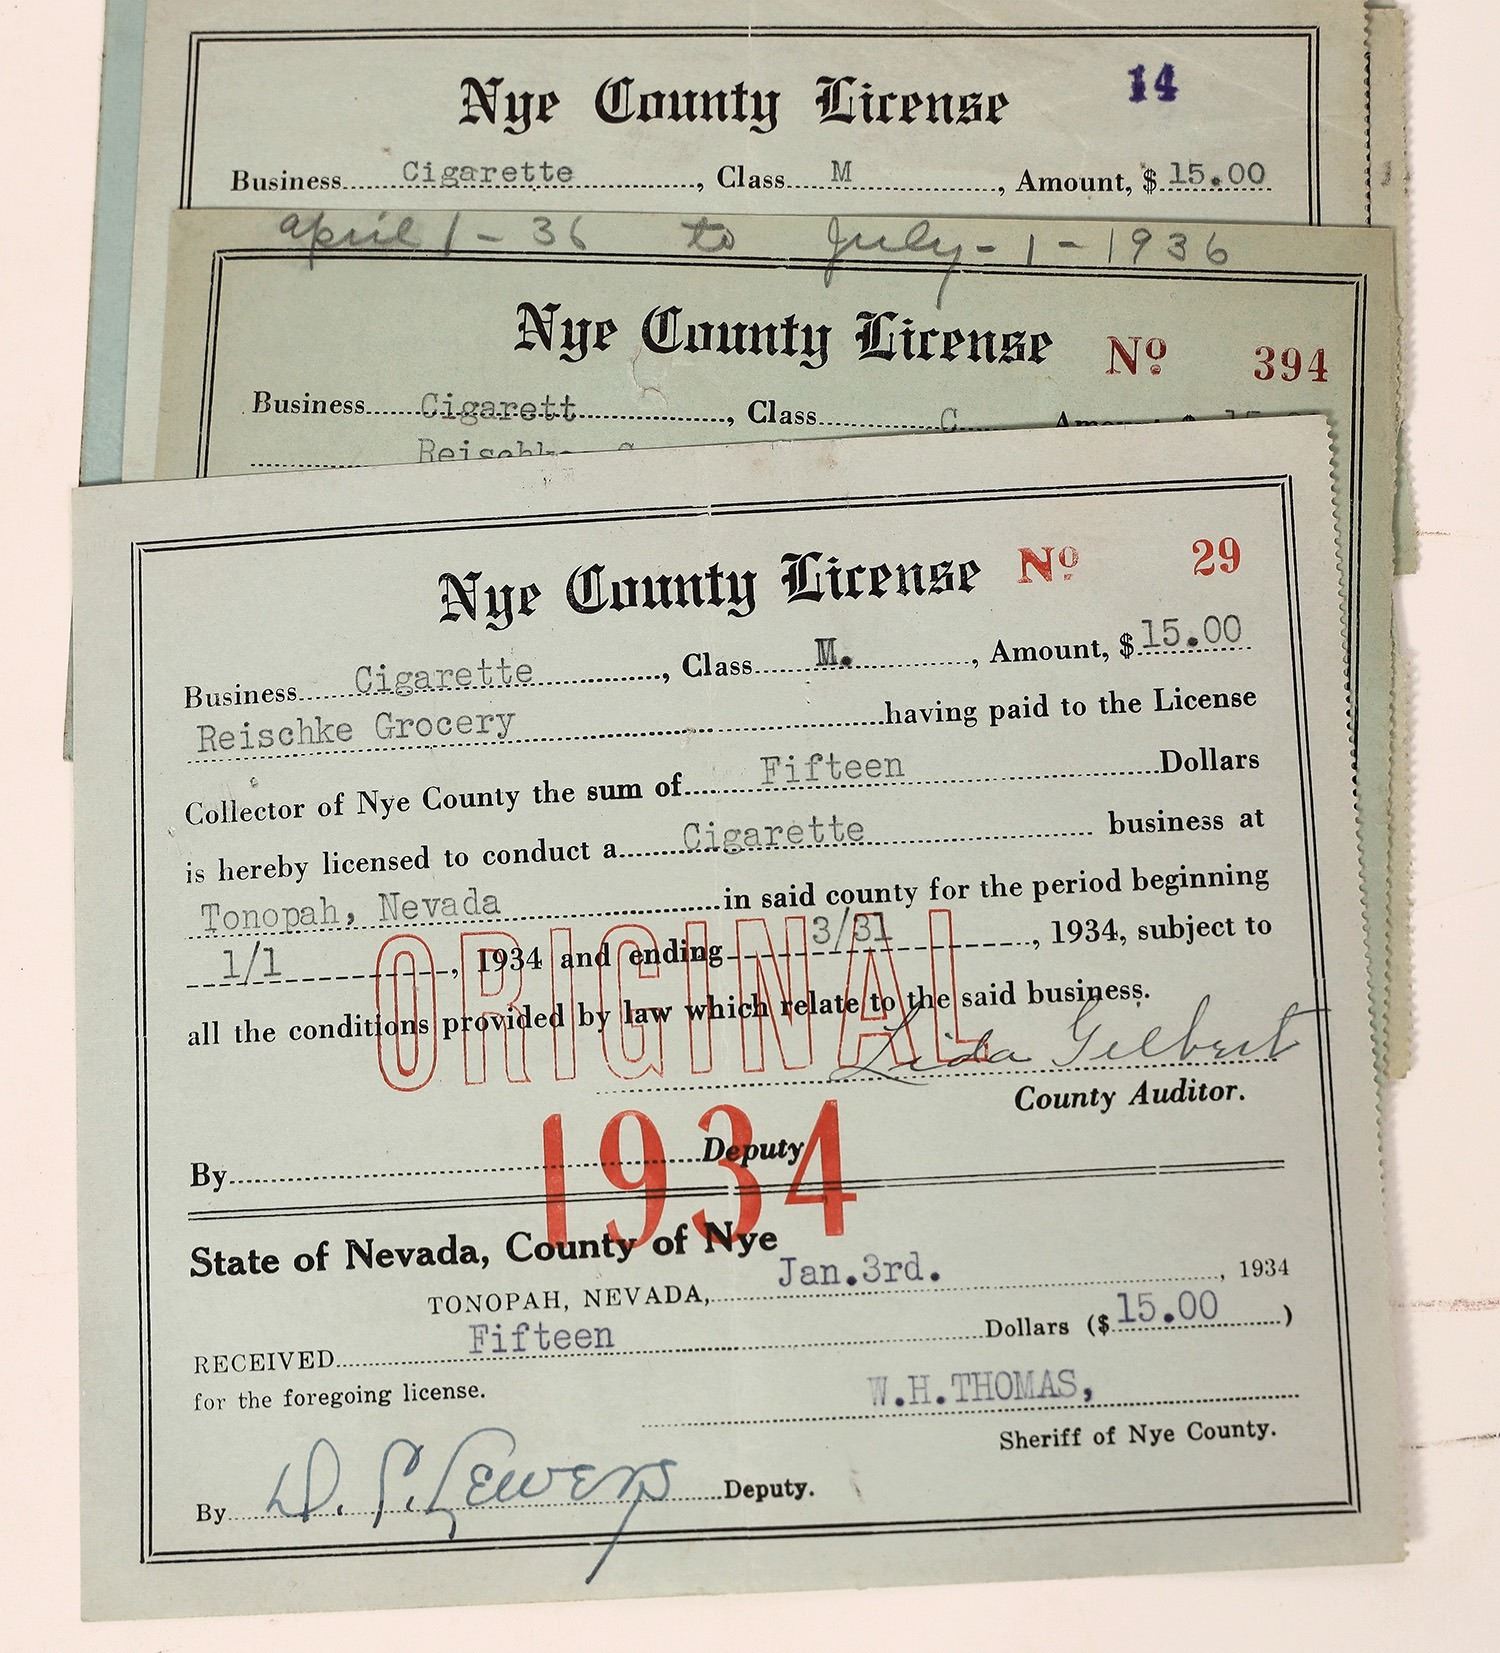 Nye County License 14
Business Cigarette, Class M, Amount, $ 15.00
april 1 - 36 to July - 1 - 1936
Nye County License No. 394
Business Cigarett, Class C
Nye County License No. 29
Business Cigarette, Class M., Amount, $ 15.00
Reischke Grocery having paid to the License
Collector of Nye County the sum of Fifteen Dollars
is hereby licensed to conduct a Cigarette business at
Tonopah, Nevada in said county for the period beginning
1/1, 1934 and ending 3/31, 1934, subject to
all the conditions provided by law which relate to the said business.
ORIGINAL
Lida Gilbert
County Auditor.
1934
By Deputy
State of Nevada, County of Nye
TONOPAH, NEVADA, Jan.3rd., 1934
RECEIVED Fifteen Dollars ($ 15.00 )
for the foregoing license.
W.H.THOMAS,
Sheriff of Nye County.
By Deputy.